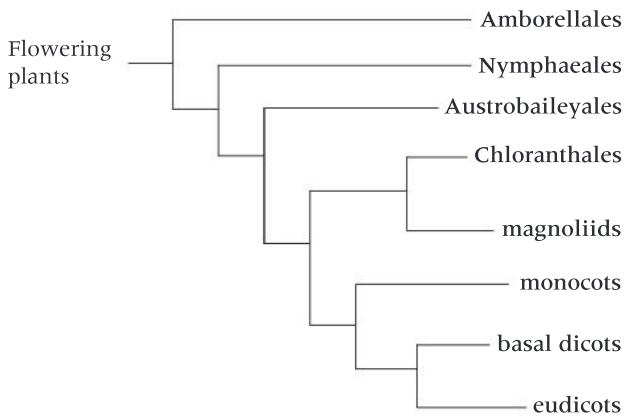 Amborellales
Flowering
plants
Nymphaeales
Austrobaileyales
Chloranthales
magnoliids
monocots
basal dicots
eudicots